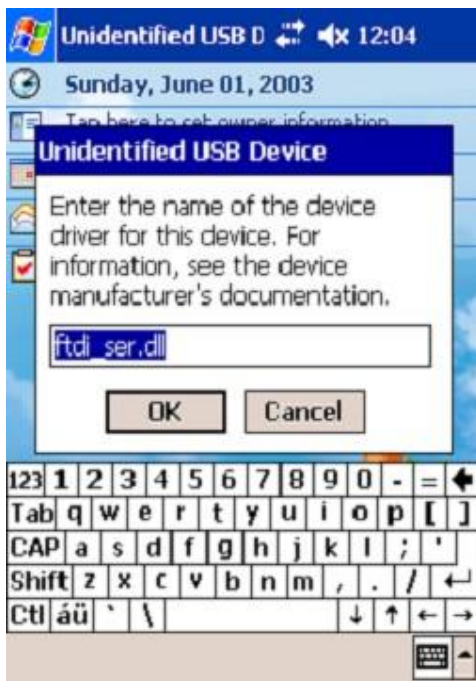 Unidentified USB D 12:04
Sunday, June 01, 2003
Tap here to set owner information
Unidentified USB Device
Enter the name of the device
driver for this device. For
information, see the device
manufacturer's documentation.
ftdi_ser.dll
OK Cancel
123 1 2 3 4 5 6 7 8 9 0 - =
Tab q w e r t y u i o p [ ]
CAP a s d f g h j k l ; '
Shift z x c v b n m , . /
Ctl áü ` \